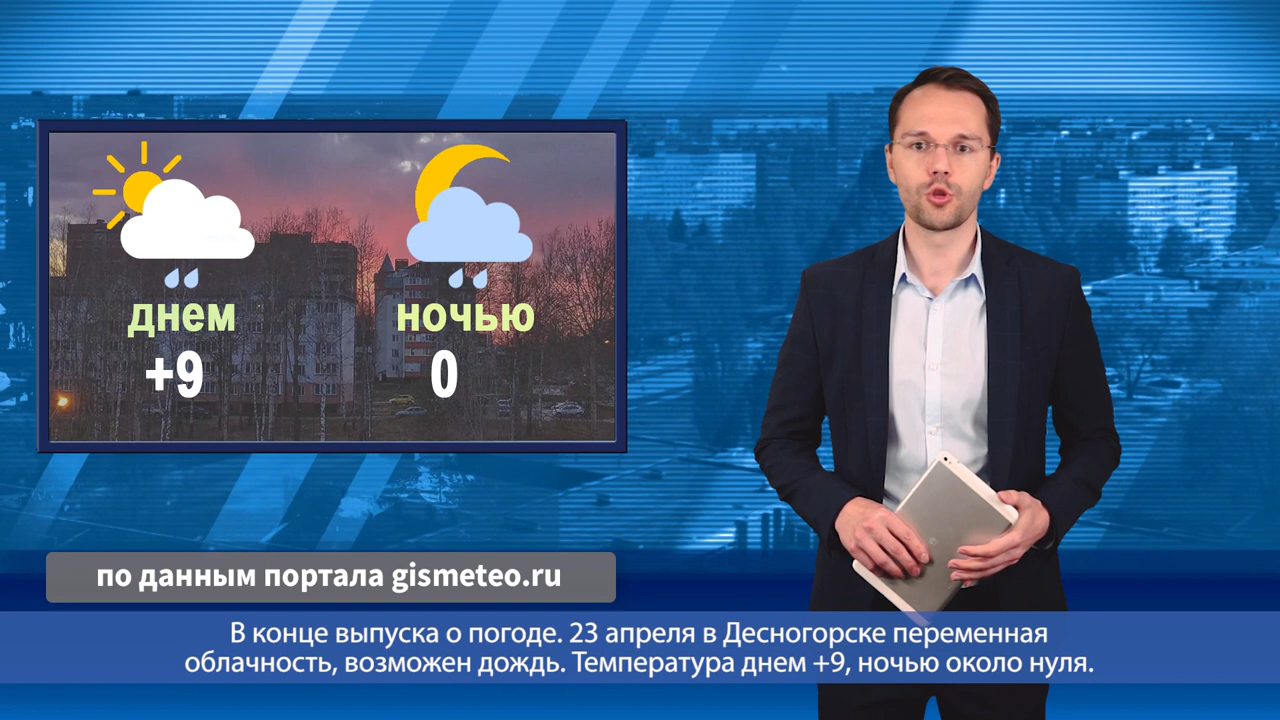 днем
ночью
+9
0
по данным портала gismeteo.ru
В конце выпуска о погоде. 23 апреля в Десногорске переменная
облачность, возможен дождь. Температура днем +9, ночью около нуля.